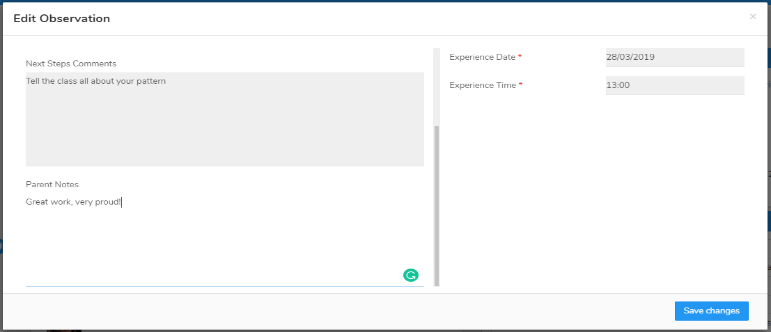 Edit Observation
×
Next Steps Comments
Tell the class all about your pattern
Parent Notes
Great work, very proud!
Experience Date *
28/03/2019
Experience Time *
13:00
Save changes